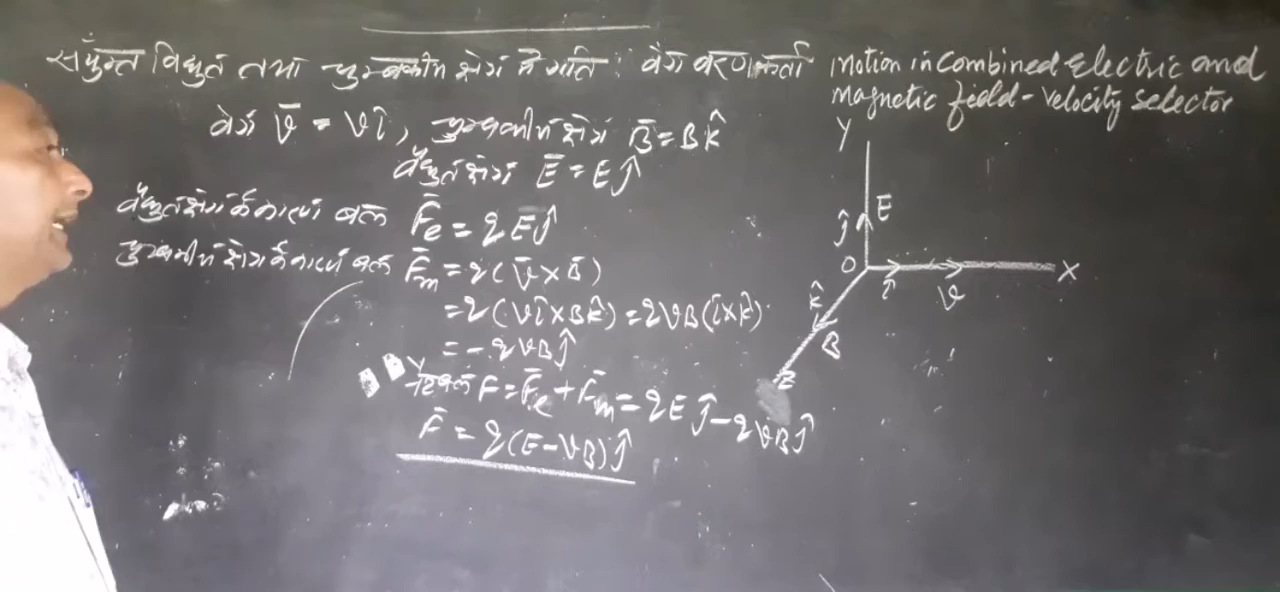 संयुक्त विद्युत तथा चुम्बकीय क्षेत्र में गति : वेग वरणकर्ता Motion in Combined Electric and
Magnetic field - Velocity selector
वेग v̄ = vî, चुम्बकीय क्षेत्र B̄ = Bk̂
वैद्युत क्षेत्र Ē = Eĵ
वैद्युत क्षेत्र के कारण बल F̄e = qEĵ
चुम्बकीय क्षेत्र के कारण बल F̄m = q(v̄ × B̄)
= q(vî × Bk̂) = qvB(î × k̂)
= -qvBĵ
F = F̄e + F̄m = qEĵ - qvBĵ
F̄ = q(E - vB)ĵ
Y
ĵ E
O î v X
k̂
B
Z